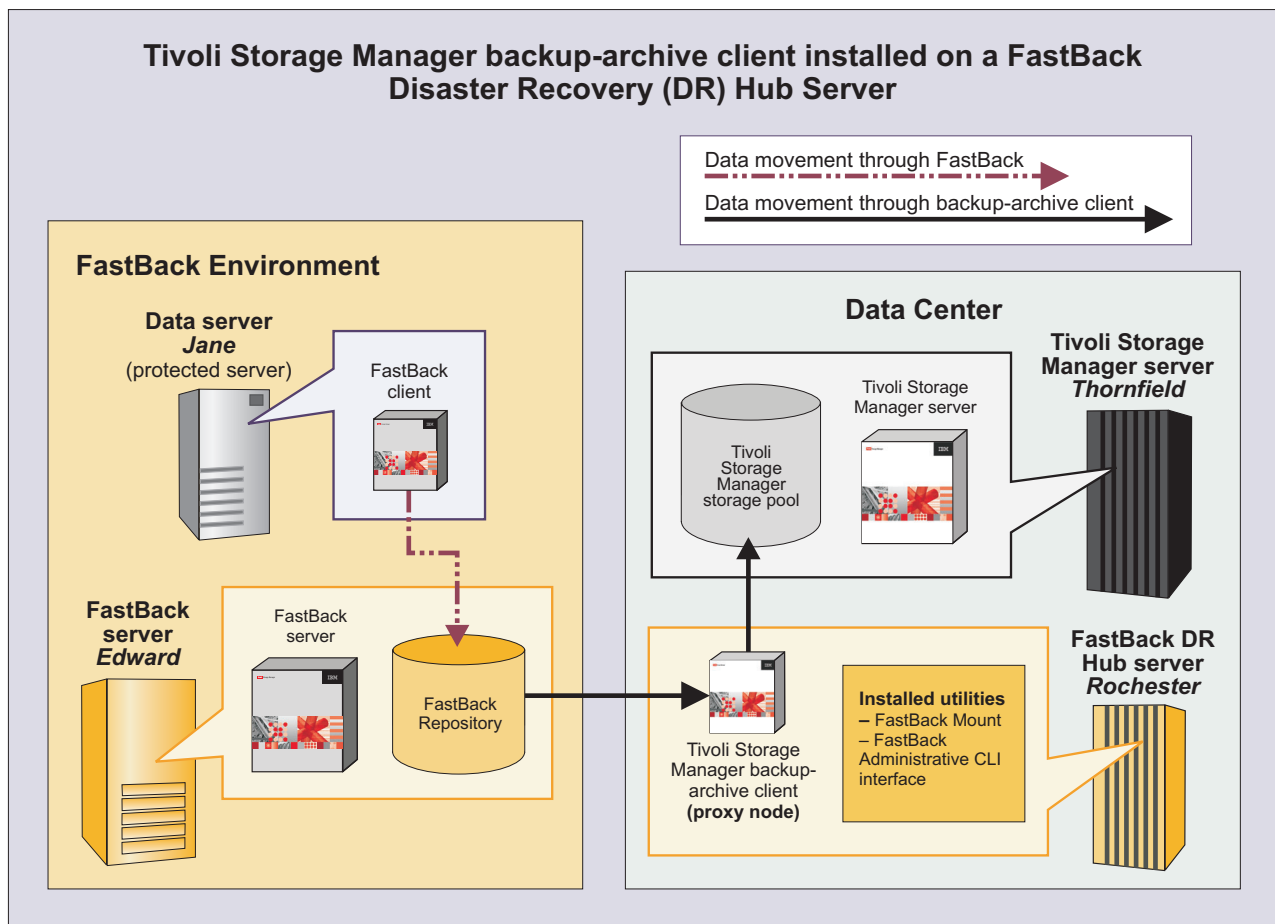 Tivoli Storage Manager backup-archive client installed on a FastBack
Disaster Recovery (DR) Hub Server
Data movement through FastBack
Data movement through backup-archive client
FastBack Environment
Data server
Jane
(protected server)
FastBack
client
IBM
FastBack
server
Edward
FastBack
server
IBM
FastBack
Repository
Data Center
Tivoli
Storage
Manager
storage pool
Tivoli Storage
Manager server
IBM
Tivoli Storage
Manager server
Thornfield
IBM
Tivoli Storage
Manager backup-
archive client
(proxy node)
Installed utilities
– FastBack Mount
– FastBack
Administrative CLI
interface
FastBack DR
Hub server
Rochester